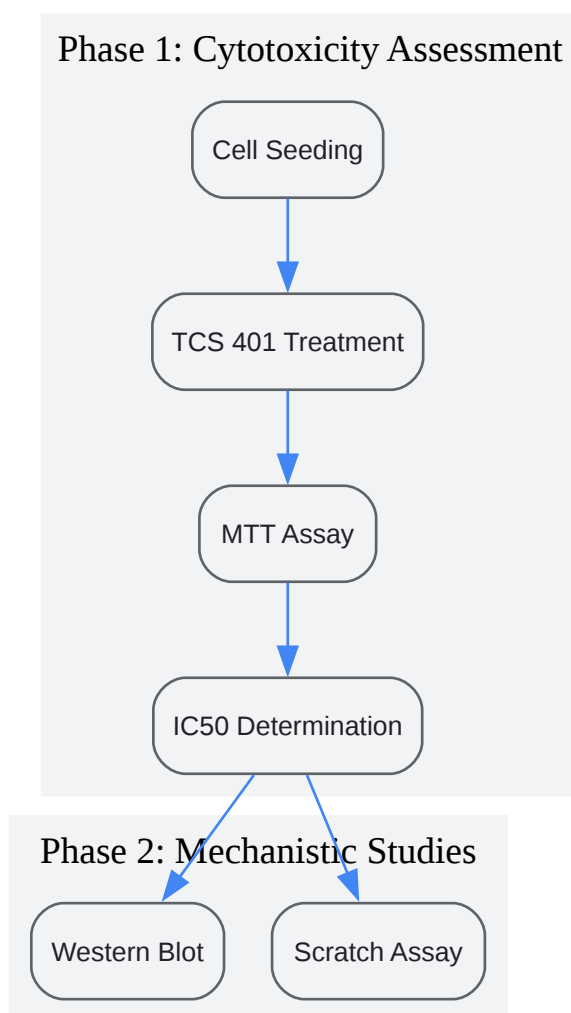 Phase 1: Cytotoxicity Assessment
Cell Seeding
TCS 401 Treatment
MTT Assay
IC50 Determination
Phase 2: Mechanistic Studies
Western Blot
Scratch Assay